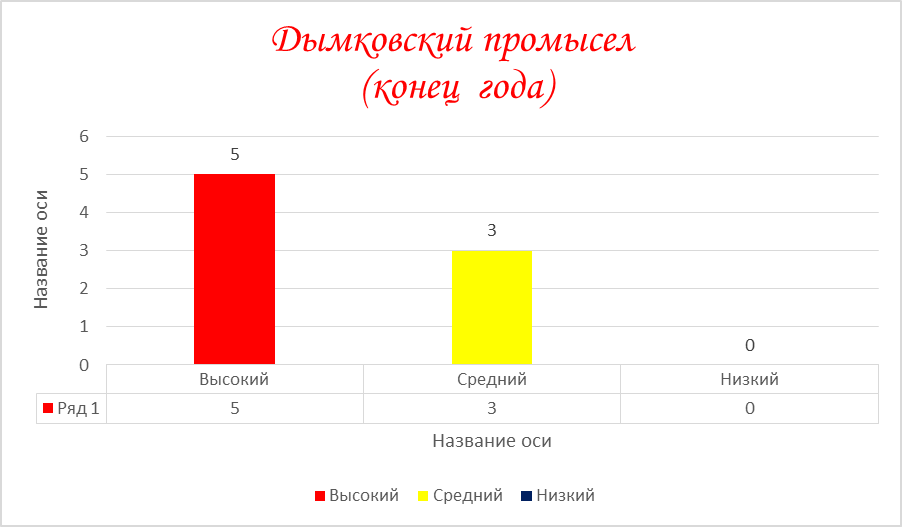 Дымковский промысел
(конец года)
Название оси
6
5
4
3
2
1
0
5
3
0
Высокий Средний Низкий
Ряд 1 5 3 0
Название оси
Высокий Средний Низкий